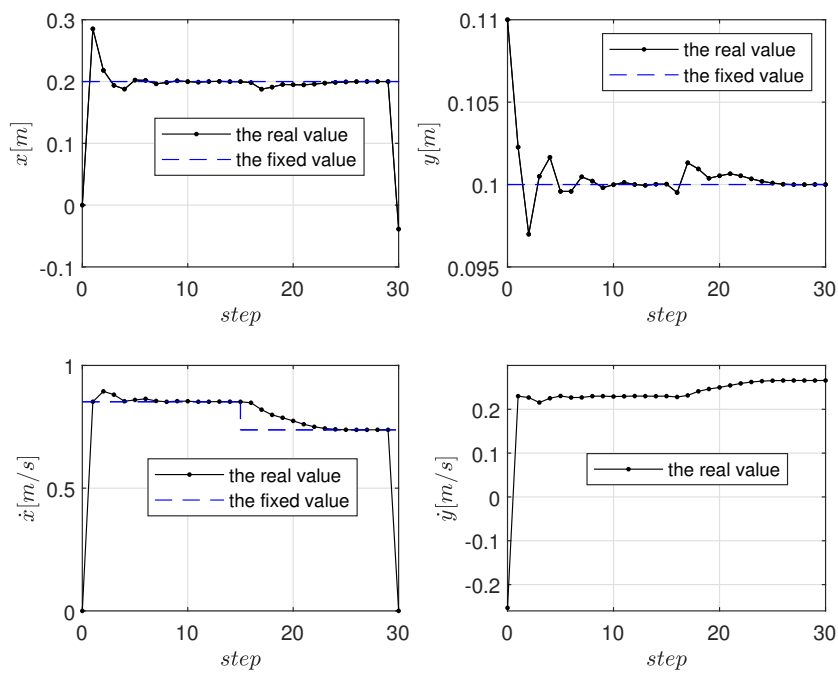 0.3
0.2
0.1
0
-0.1
x[m]
the real value
the fixed value
0
10
20
30
step
0.11
0.105
0.1
0.095
y[m]
the real value
the fixed value
0
10
20
30
step
1
0.5
0
ẋ[m/s]
the real value
the fixed value
0
10
20
30
step
0.2
0.1
0
-0.1
-0.2
ẏ[m/s]
the real value
0
10
20
30
step